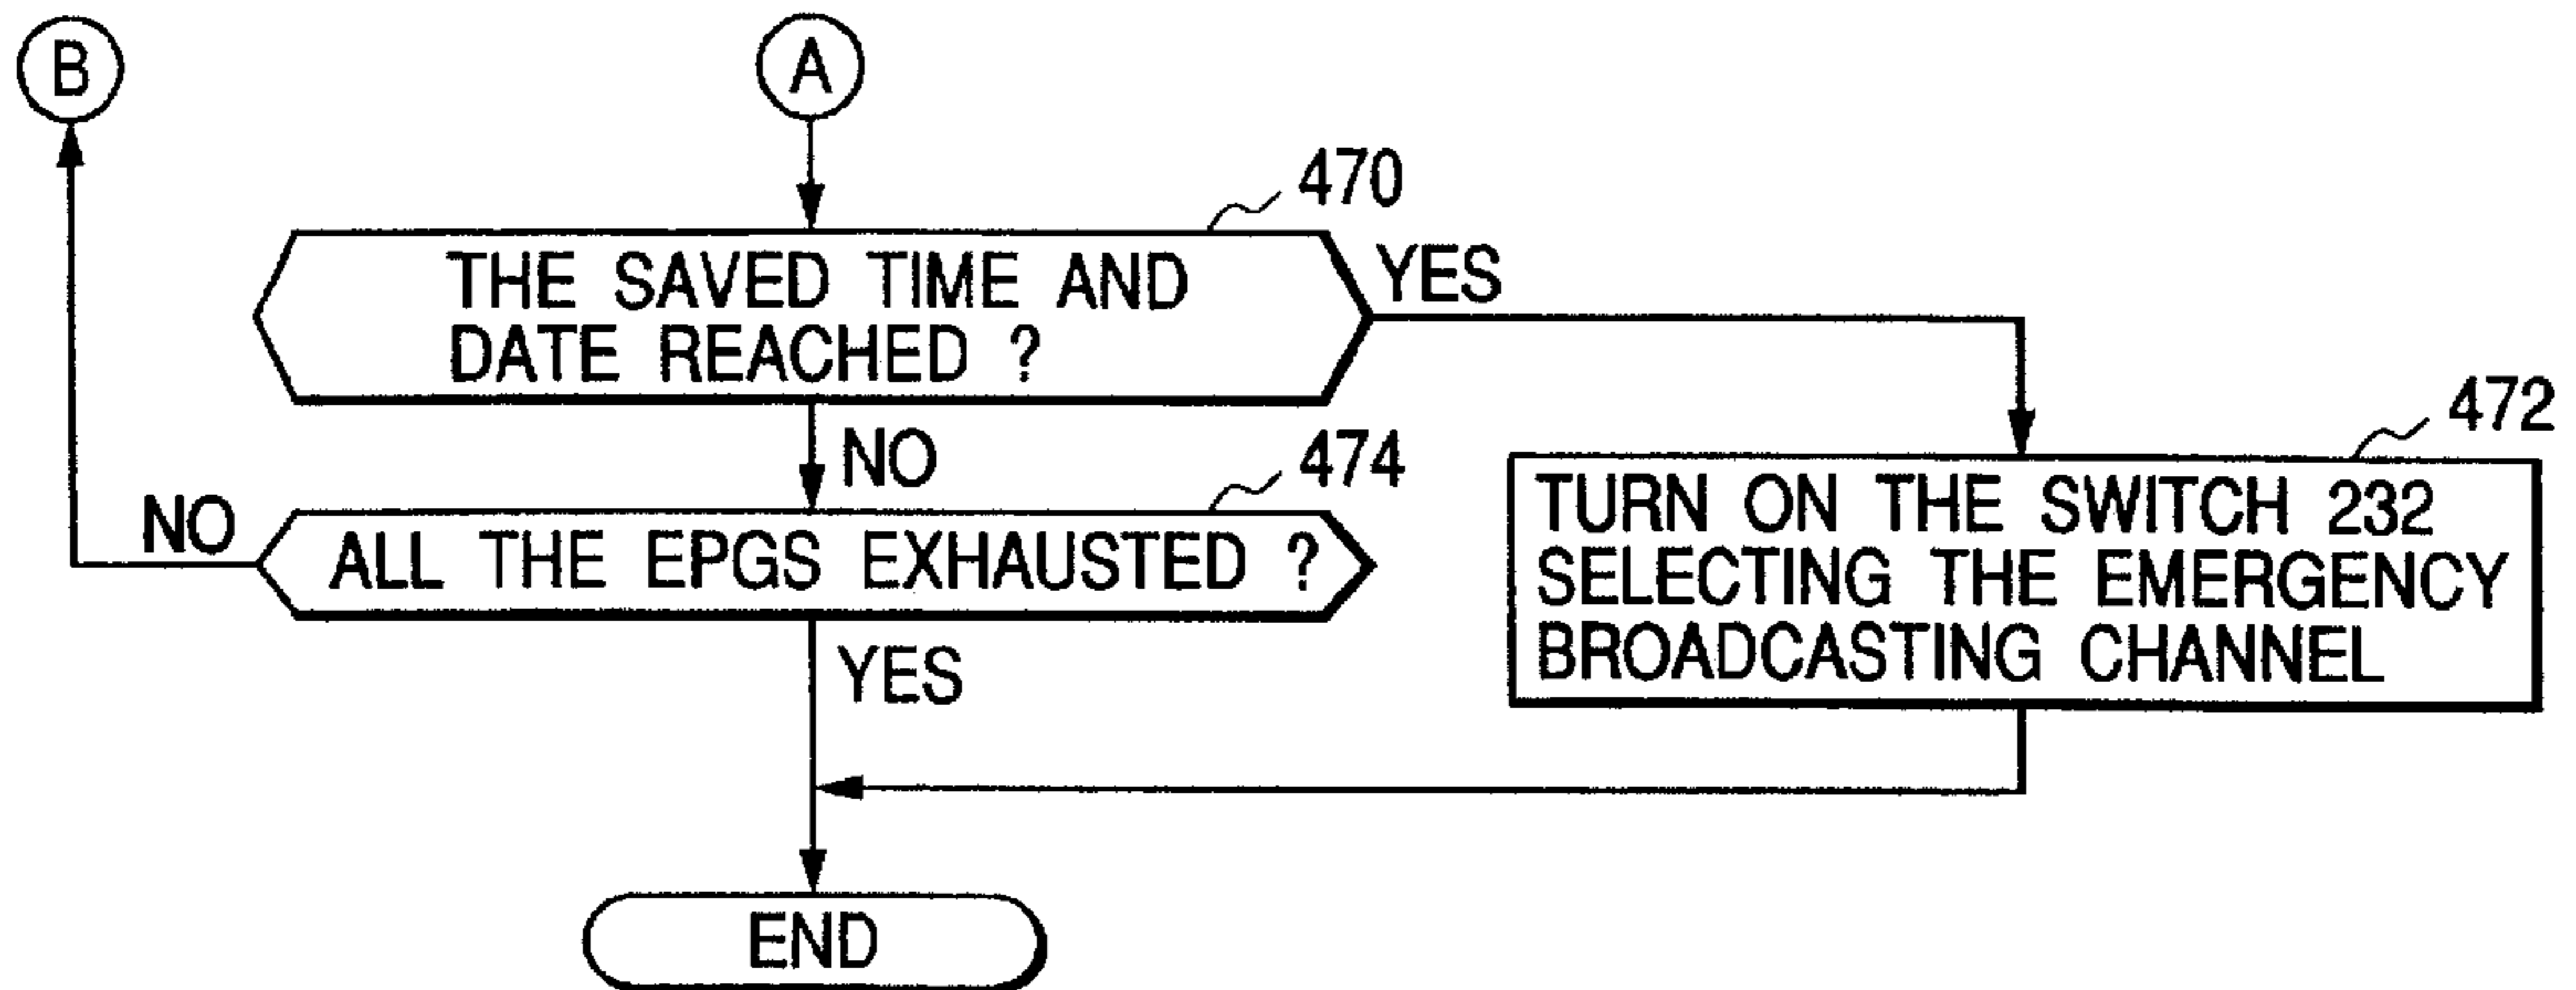 B
A
470
THE SAVED TIME AND
DATE REACHED ?
YES
NO
472
TURN ON THE SWITCH 232
SELECTING THE EMERGENCY
BROADCASTING CHANNEL
474
NO
ALL THE EPGS EXHAUSTED ?
YES
END